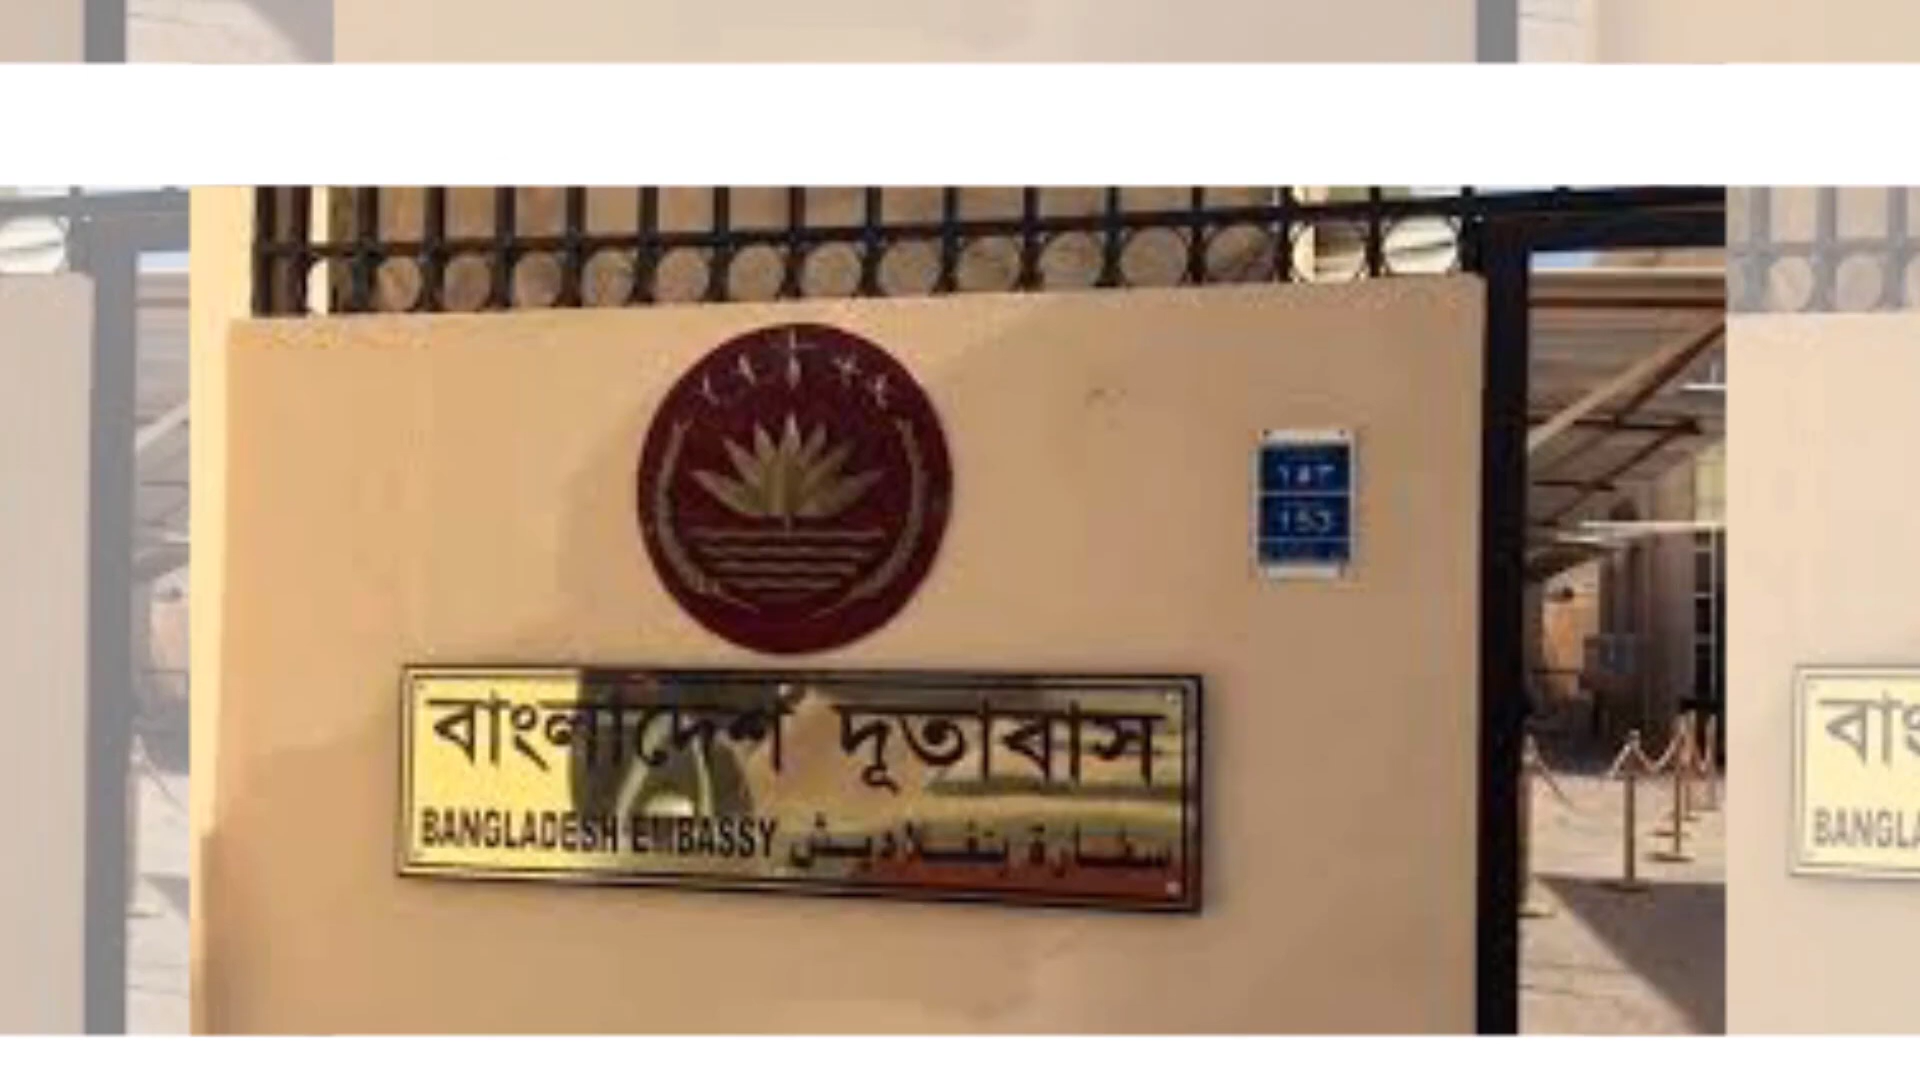 ১৫৩
153
বাংলাদেশ দূতাবাস
BANGLADESH EMBASSY سفارة بنغلاديش
বাং
BANGLA